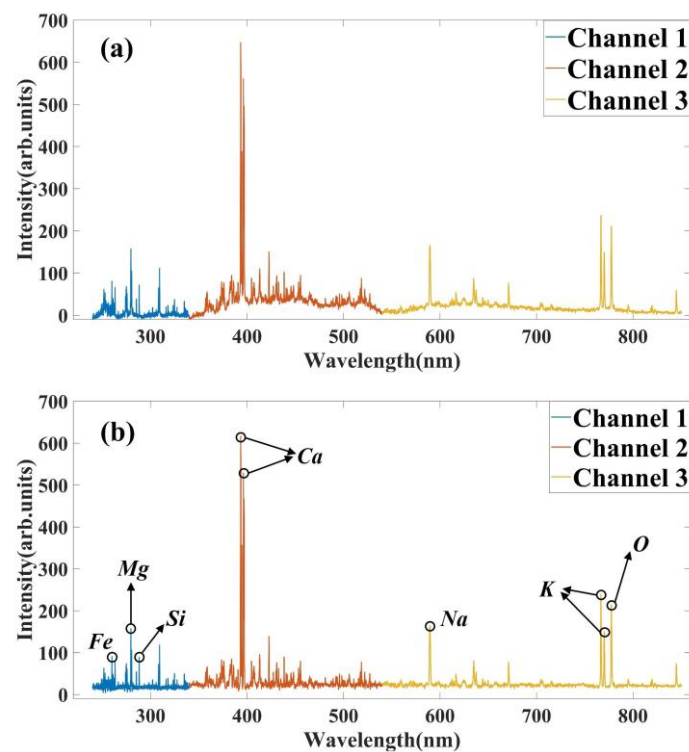 700
(a)
Channel 1
600
Channel 2
500
Channel 3
400
300
200
100
0
Intensity(arb.units)
300 400 500 600 700 800
Wavelength(nm)
700
(b)
Channel 1
600
Channel 2
500
Ca
Channel 3
400
300
Mg
O
200
Si
K
100
Fe
Na
0
Intensity(arb.units)
300 400 500 600 700 800
Wavelength(nm)